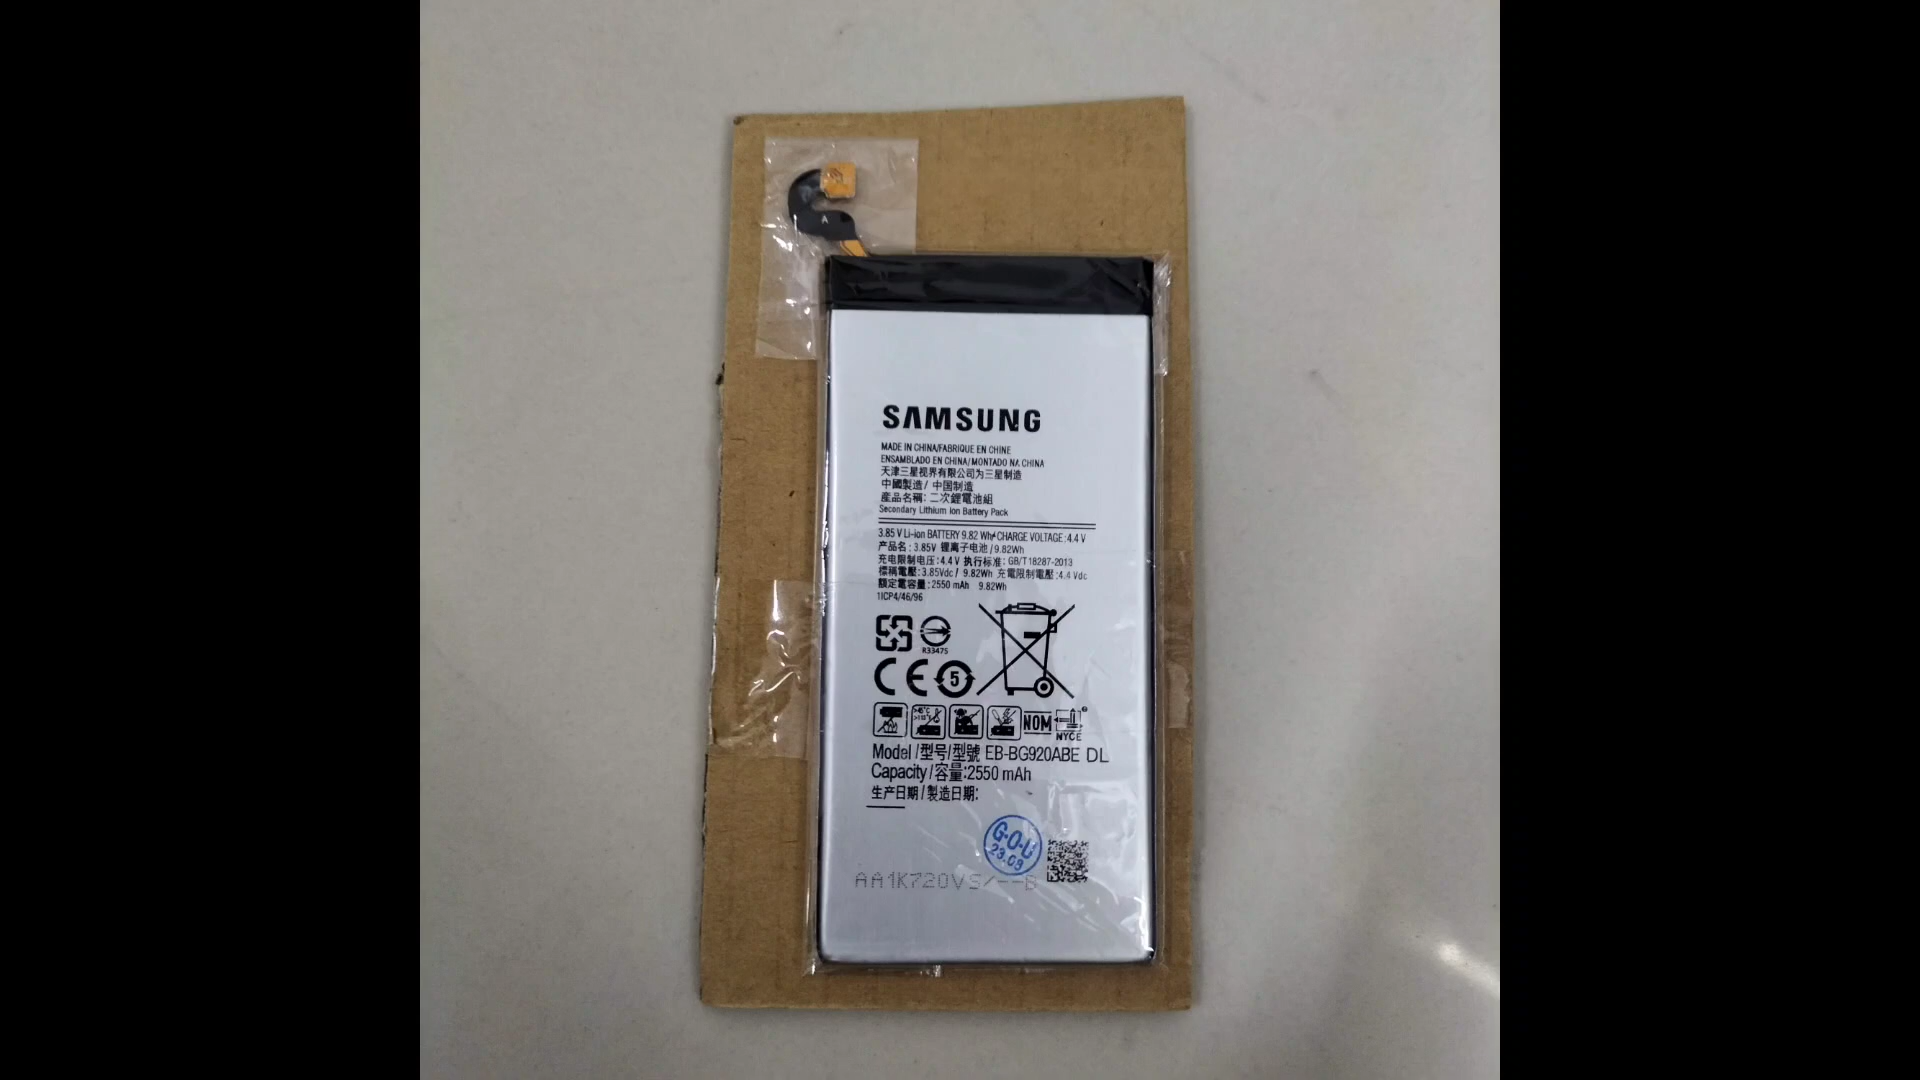 A
SAMSUNG
MADE IN CHINA/FABRIQUE EN CHINE
ENSAMBLADO EN CHINA/MONTADO NA CHINA
天津三星视界有限公司为三星制造
中國製造/ 中国制造
產品名稱: 二次鋰電池組
Secondary Lithium Ion Battery Pack
3.85 V Li-ion BATTERY 9.82 Wh/ CHARGE VOLTAGE :4.4 V
产品名 : 3.85V 锂离子电池 / 9.82Wh
充电限制电压:4.4 V 执行标准: GB/T18287-2013
標稱電壓:3.85Vdc / 9.82Wh 充電限制電壓 :4.4 Vdc
額定電容量:2550 mAh 9.82Wh
1ICP4/46/96
R33475
CE 5
NOM
NYCE
Model /型号/型號 EB-BG920ABE DL
Capacity/容量:2550 mAh
生产日期/製造日期:
G·O·U
23.09
AA1K720VS/--B